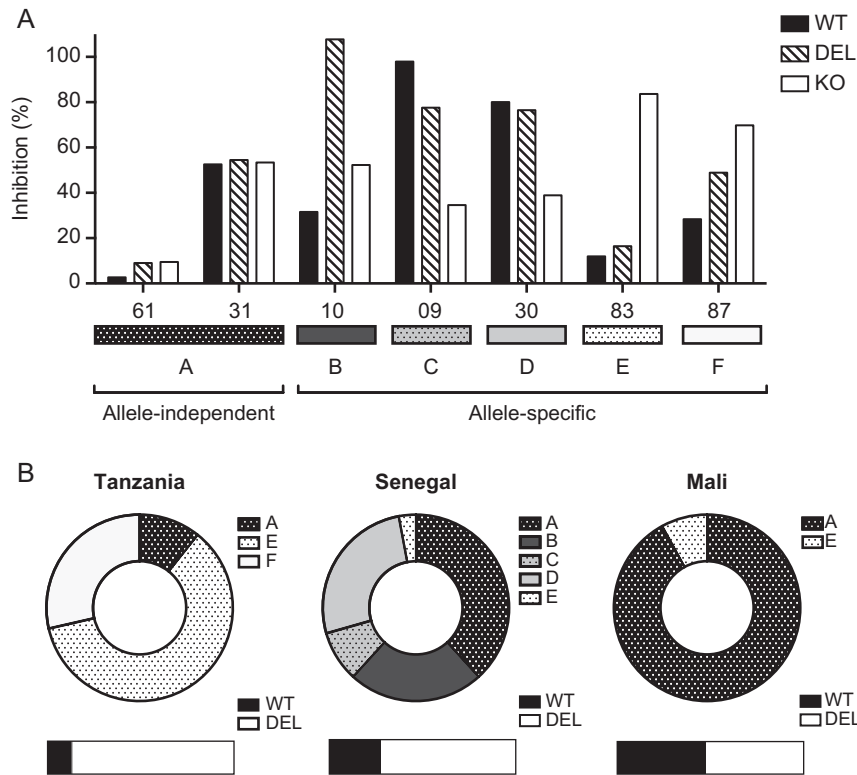 A
WT
DEL
KO
Inhibition (%)
100
80
60
40
20
0
61 31 10 09 30 83 87
A B C D E F
Allele-independent Allele-specific
B
Tanzania Senegal Mali
A
E
F
A
B
C
D
E
A
E
WT
DEL
WT
DEL
WT
DEL